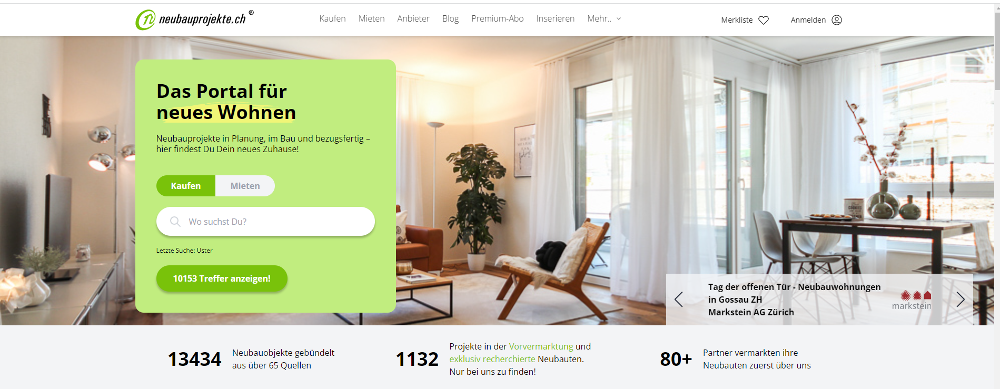 neubauprojekte.ch®
Kaufen
Mieten
Anbieter
Blog
Premium-Abo
Inserieren
Mehr..
Merkliste
Anmelden
Das Portal für
neues Wohnen
Neubauprojekte in Planung, im Bau und bezugsfertig –
hier findest Du Dein neues Zuhause!
Kaufen
Mieten
Wo suchst Du?
Letzte Suche: Uster
10153 Treffer anzeigen!
Tag der offenen Tür - Neubauwohnungen
in Gossau ZH
Markstein AG Zürich
markstein
13434
Neubauobjekte gebündelt
aus über 65 Quellen
1132
Projekte in der Vorvermarktung und
exklusiv recherchierte Neubauten.
Nur bei uns zu finden!
80+
Partner vermarkten ihre
Neubauten zuerst über uns